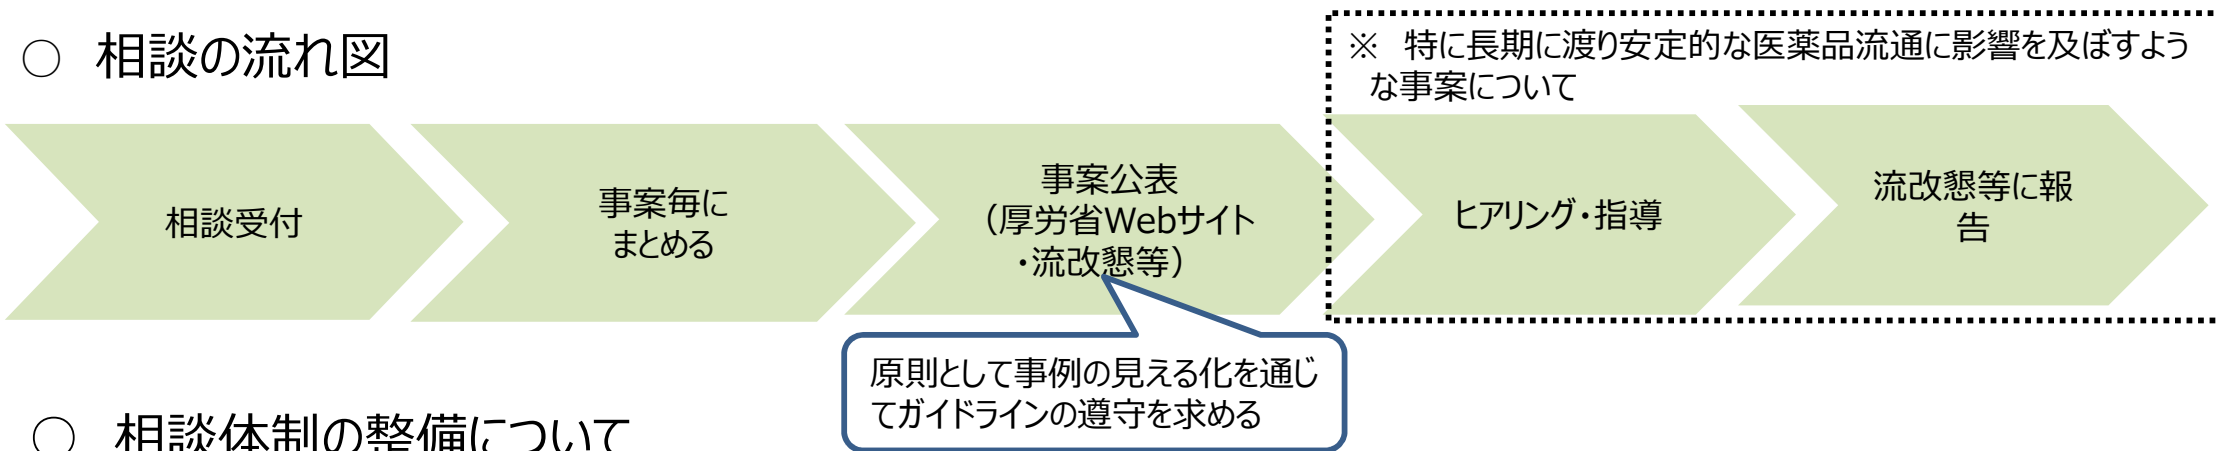 ○　相談の流れ図
※　特に長期に渡り安定的な医薬品流通に影響を及ぼすよう
な事案について
相談受付
事案毎に
まとめる
事案公表
（厚労省Webサイト
・流改懇等）
ヒアリング・指導
流改懇等に報
告
原則として事例の見える化を通じ
てガイドラインの遵守を求める
○　相談体制の整備について